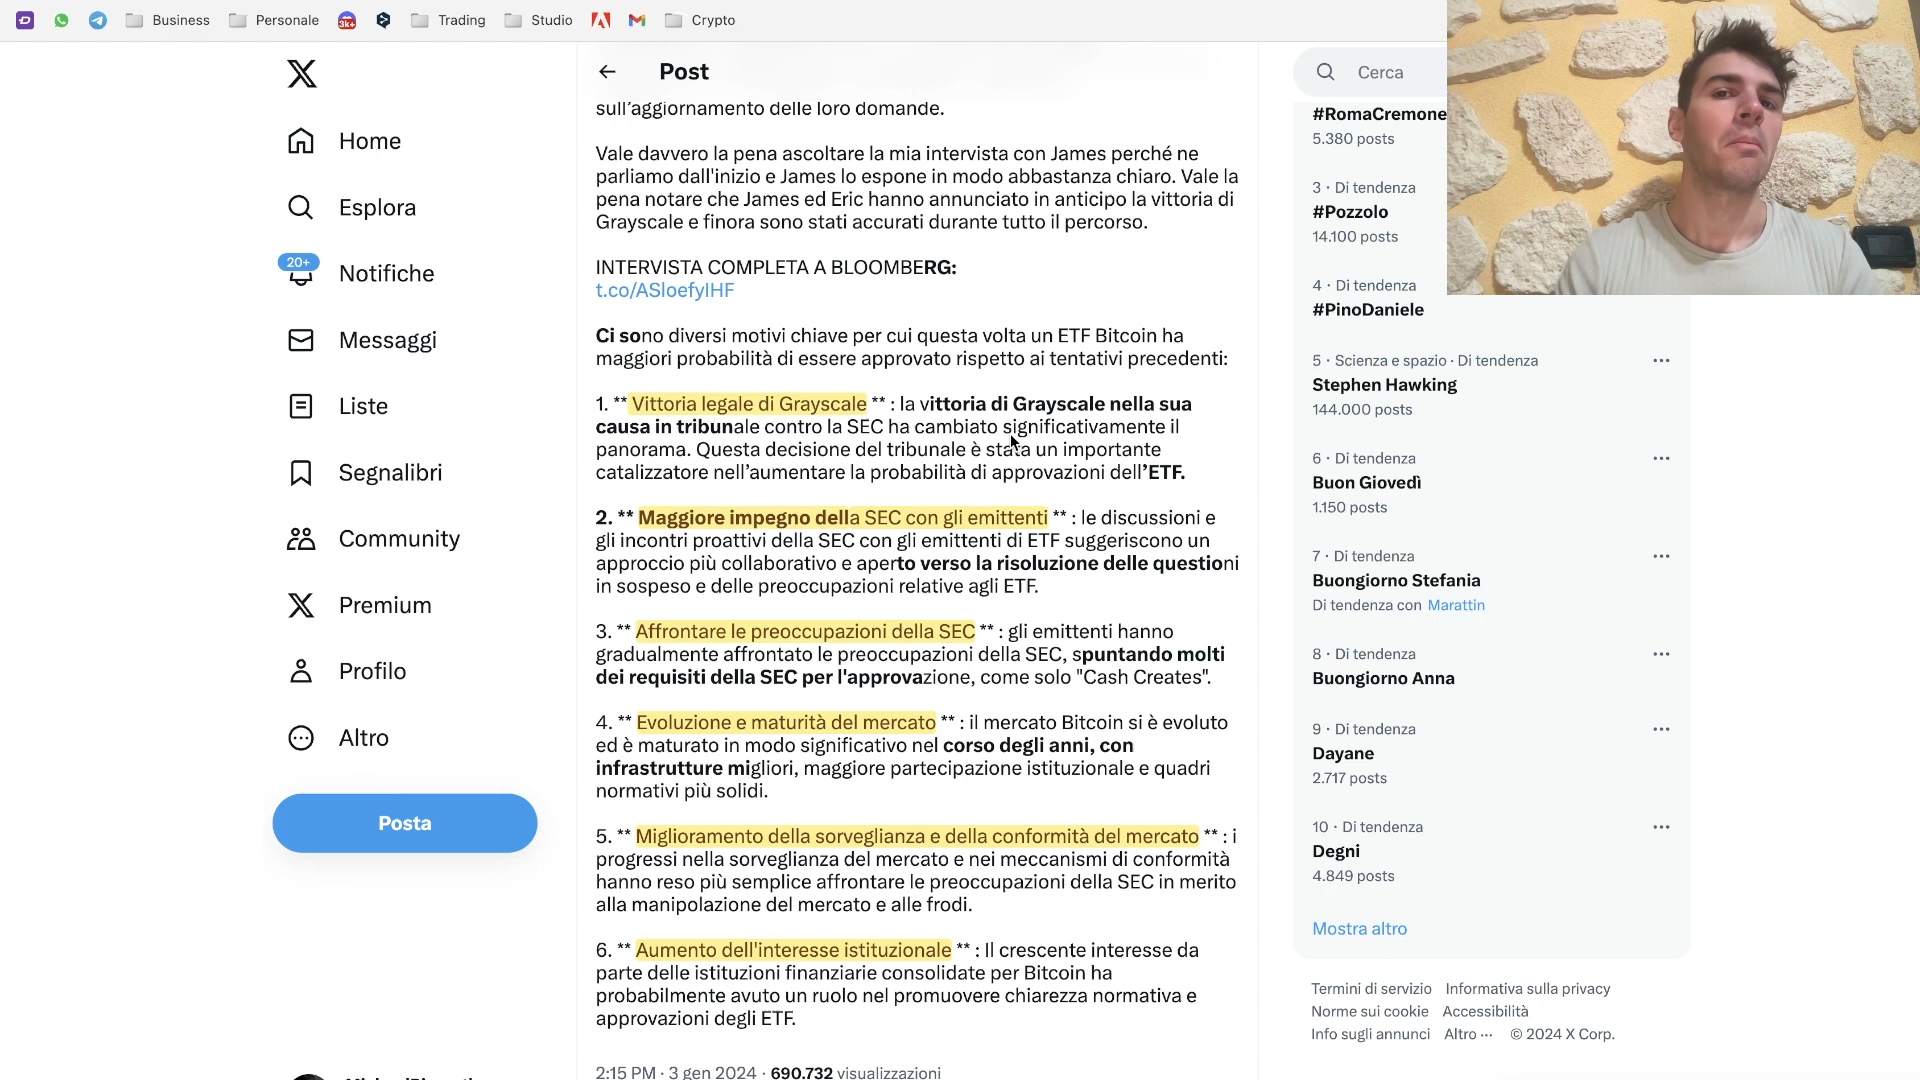 Business
Personale
3k+
Trading
Studio
Crypto
Home
Esplora
20+
Notifiche
Messaggi
Liste
Segnalibri
Community
Premium
Profilo
Altro
Posta
Post
sull'aggiornamento delle loro domande.
Vale davvero la pena ascoltare la mia intervista con James perché ne
parliamo dall'inizio e James lo espone in modo abbastanza chiaro. Vale la
pena notare che James ed Eric hanno annunciato in anticipo la vittoria di
Grayscale e finora sono stati accurati durante tutto il percorso.
INTERVISTA COMPLETA A BLOOMBERG:
t.co/ASloefyIHF
Ci sono diversi motivi chiave per cui questa volta un ETF Bitcoin ha
maggiori probabilità di essere approvato rispetto ai tentativi precedenti:
1. ** Vittoria legale di Grayscale ** : la vittoria di Grayscale nella sua
causa in tribunale contro la SEC ha cambiato significativamente il
panorama. Questa decisione del tribunale è stata un importante
catalizzatore nell'aumentare la probabilità di approvazioni dell'ETF.
2. ** Maggiore impegno della SEC con gli emittenti ** : le discussioni e
gli incontri proattivi della SEC con gli emittenti di ETF suggeriscono un
approccio più collaborativo e aperto verso la risoluzione delle questioni
in sospeso e delle preoccupazioni relative agli ETF.
3. ** Affrontare le preoccupazioni della SEC ** : gli emittenti hanno
gradualmente affrontato le preoccupazioni della SEC, spuntando molti
dei requisiti della SEC per l'approvazione, come solo "Cash Creates".
4. ** Evoluzione e maturità del mercato ** : il mercato Bitcoin si è evoluto
ed è maturato in modo significativo nel corso degli anni, con
infrastrutture migliori, maggiore partecipazione istituzionale e quadri
normativi più solidi.
5. ** Miglioramento della sorveglianza e della conformità del mercato ** : i
progressi nella sorveglianza del mercato e nei meccanismi di conformità
hanno reso più semplice affrontare le preoccupazioni della SEC in merito
alla manipolazione del mercato e alle frodi.
6. ** Aumento dell'interesse istituzionale ** : Il crescente interesse da
parte delle istituzioni finanziarie consolidate per Bitcoin ha
probabilmente avuto un ruolo nel promuovere chiarezza normativa e
approvazioni degli ETF.
2:15 PM · 3 gen 2024 · 690.732 visualizzazioni
Cerca
#RomaCremone
5.380 posts
3 · Di tendenza
#Pozzolo
14.100 posts
4 · Di tendenza
#PinoDaniele
5 · Scienza e spazio · Di tendenza
Stephen Hawking
144.000 posts
6 · Di tendenza
Buon Giovedì
1.150 posts
7 · Di tendenza
Buongiorno Stefania
Di tendenza con Marattin
8 · Di tendenza
Buongiorno Anna
9 · Di tendenza
Dayane
2.717 posts
10 · Di tendenza
Degni
4.849 posts
Mostra altro
Termini di servizio Informativa sulla privacy
Norme sui cookie Accessibilità
Info sugli annunci Altro ··· © 2024 X Corp.